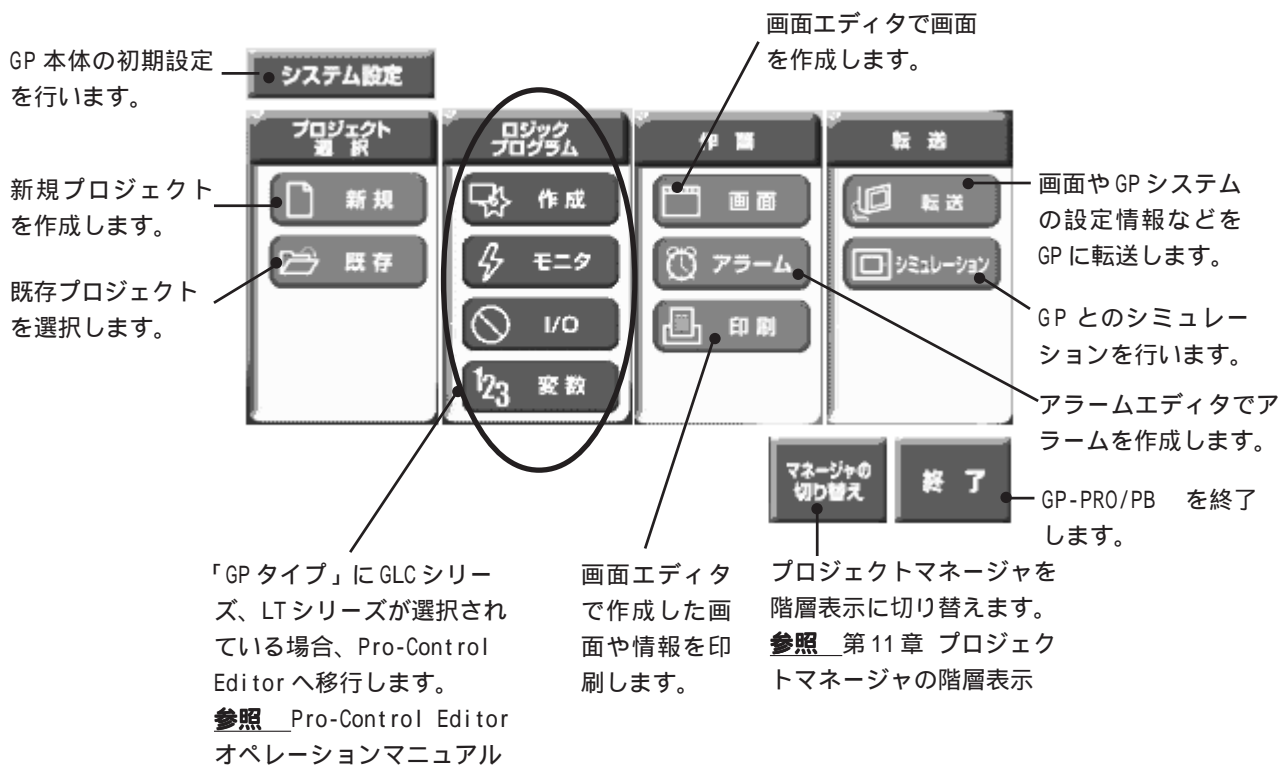 画面エディタで画面
を作成します。
GP 本体の初期設定
を行います。
システム設定
プロジェクト
選 択
ロジック
プログラム
作 画
転 送
新規プロジェクト
を作成します。
新 規
作 成
画 面
転 送
画面や GP システム
の設定情報などを
GP に転送します。
既存プロジェクト
を選択します。
既 存
モニタ
アラーム
シミュレーション
I/O
印 刷
GP とのシミュレー
ションを行います。
123 変 数
アラームエディタでア
ラームを作成します。
マネージャの
切り替え
終 了
GP-PRO/PB を終了
します。
「GP タイプ」に GLC シリー
ズ、LT シリーズが選択され
ている場合、Pro-Control
Editor へ移行します。
参照 Pro-Control Editor
オペレーションマニュアル
画面エディタ
で作成した画
面や情報を印
刷します。
プロジェクトマネージャを
階層表示に切り替えます。
参照 第 11 章 プロジェク
トマネージャの階層表示